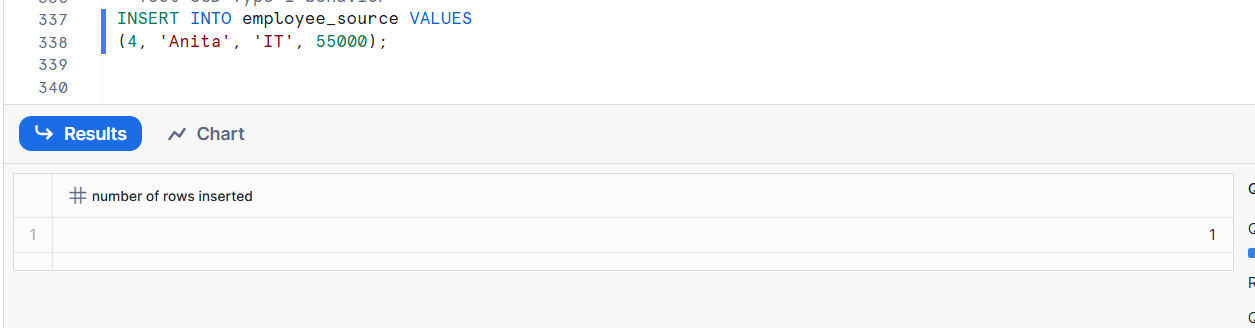 337 INSERT INTO employee_source VALUES
338 (4, 'Anita', 'IT', 55000);
339
340
Results Chart
number of rows inserted
1 1